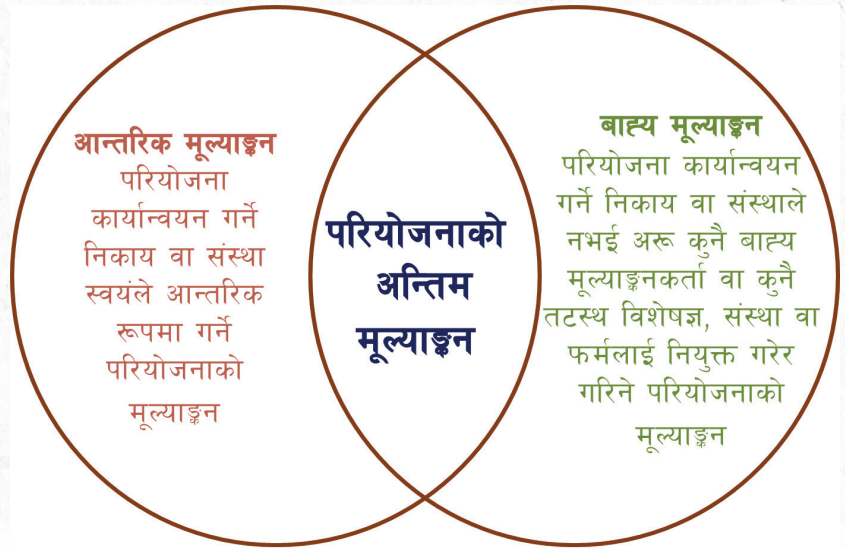 आन्तरिक मूल्याङ्कन
परियोजना
कार्यान्वयन गर्ने
निकाय वा संस्था
स्वयंले आन्तरिक
रूपमा गर्ने
परियोजनाको
मूल्याङ्कन
परियोजनाको
अन्तिम
मूल्याङ्कन
बाह्य मूल्याङ्कन
परियोजना कार्यान्वयन
गर्ने निकाय वा संस्थाले
नभई अरू कुनै बाह्य
मूल्याङ्कनकर्ता वा कुनै
तटस्थ विशेषज्ञ, संस्था वा
फर्मलाई नियुक्त गरेर
गरिने परियोजनाको
मूल्याङ्कन